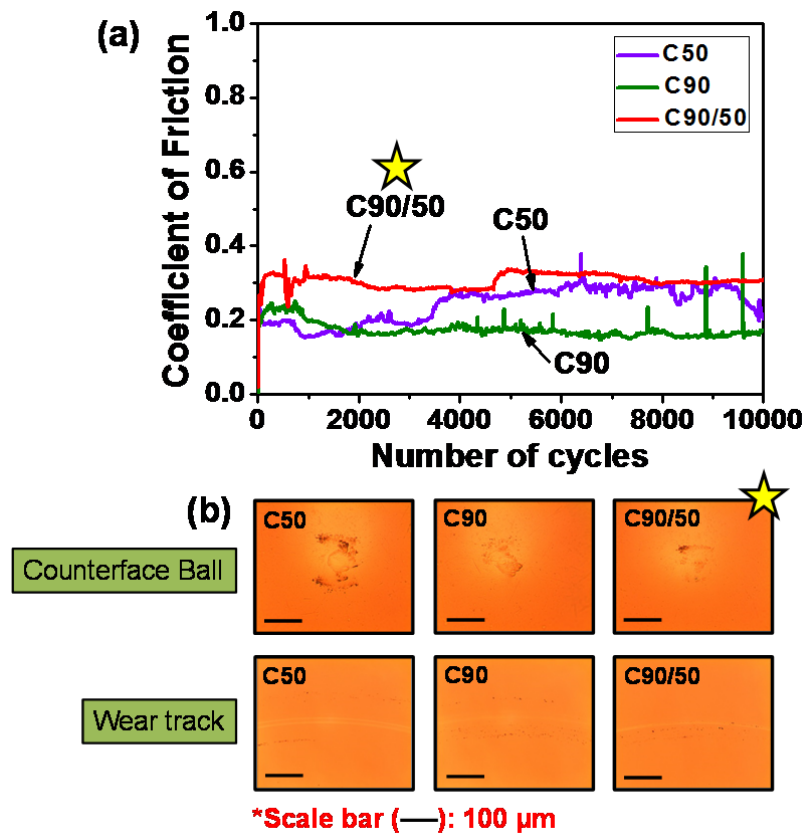 (a)
Coefficient of Friction
1.0
0.8
0.6
0.4
0.2
0.0
C50
C90
C90/50
C90/50
C50
C90
0 2000 4000 6000 8000 10000
Number of cycles
(b)
Counterface Ball
C50 C90 C90/50
Wear track
C50 C90 C90/50
*Scale bar (—): 100 μm